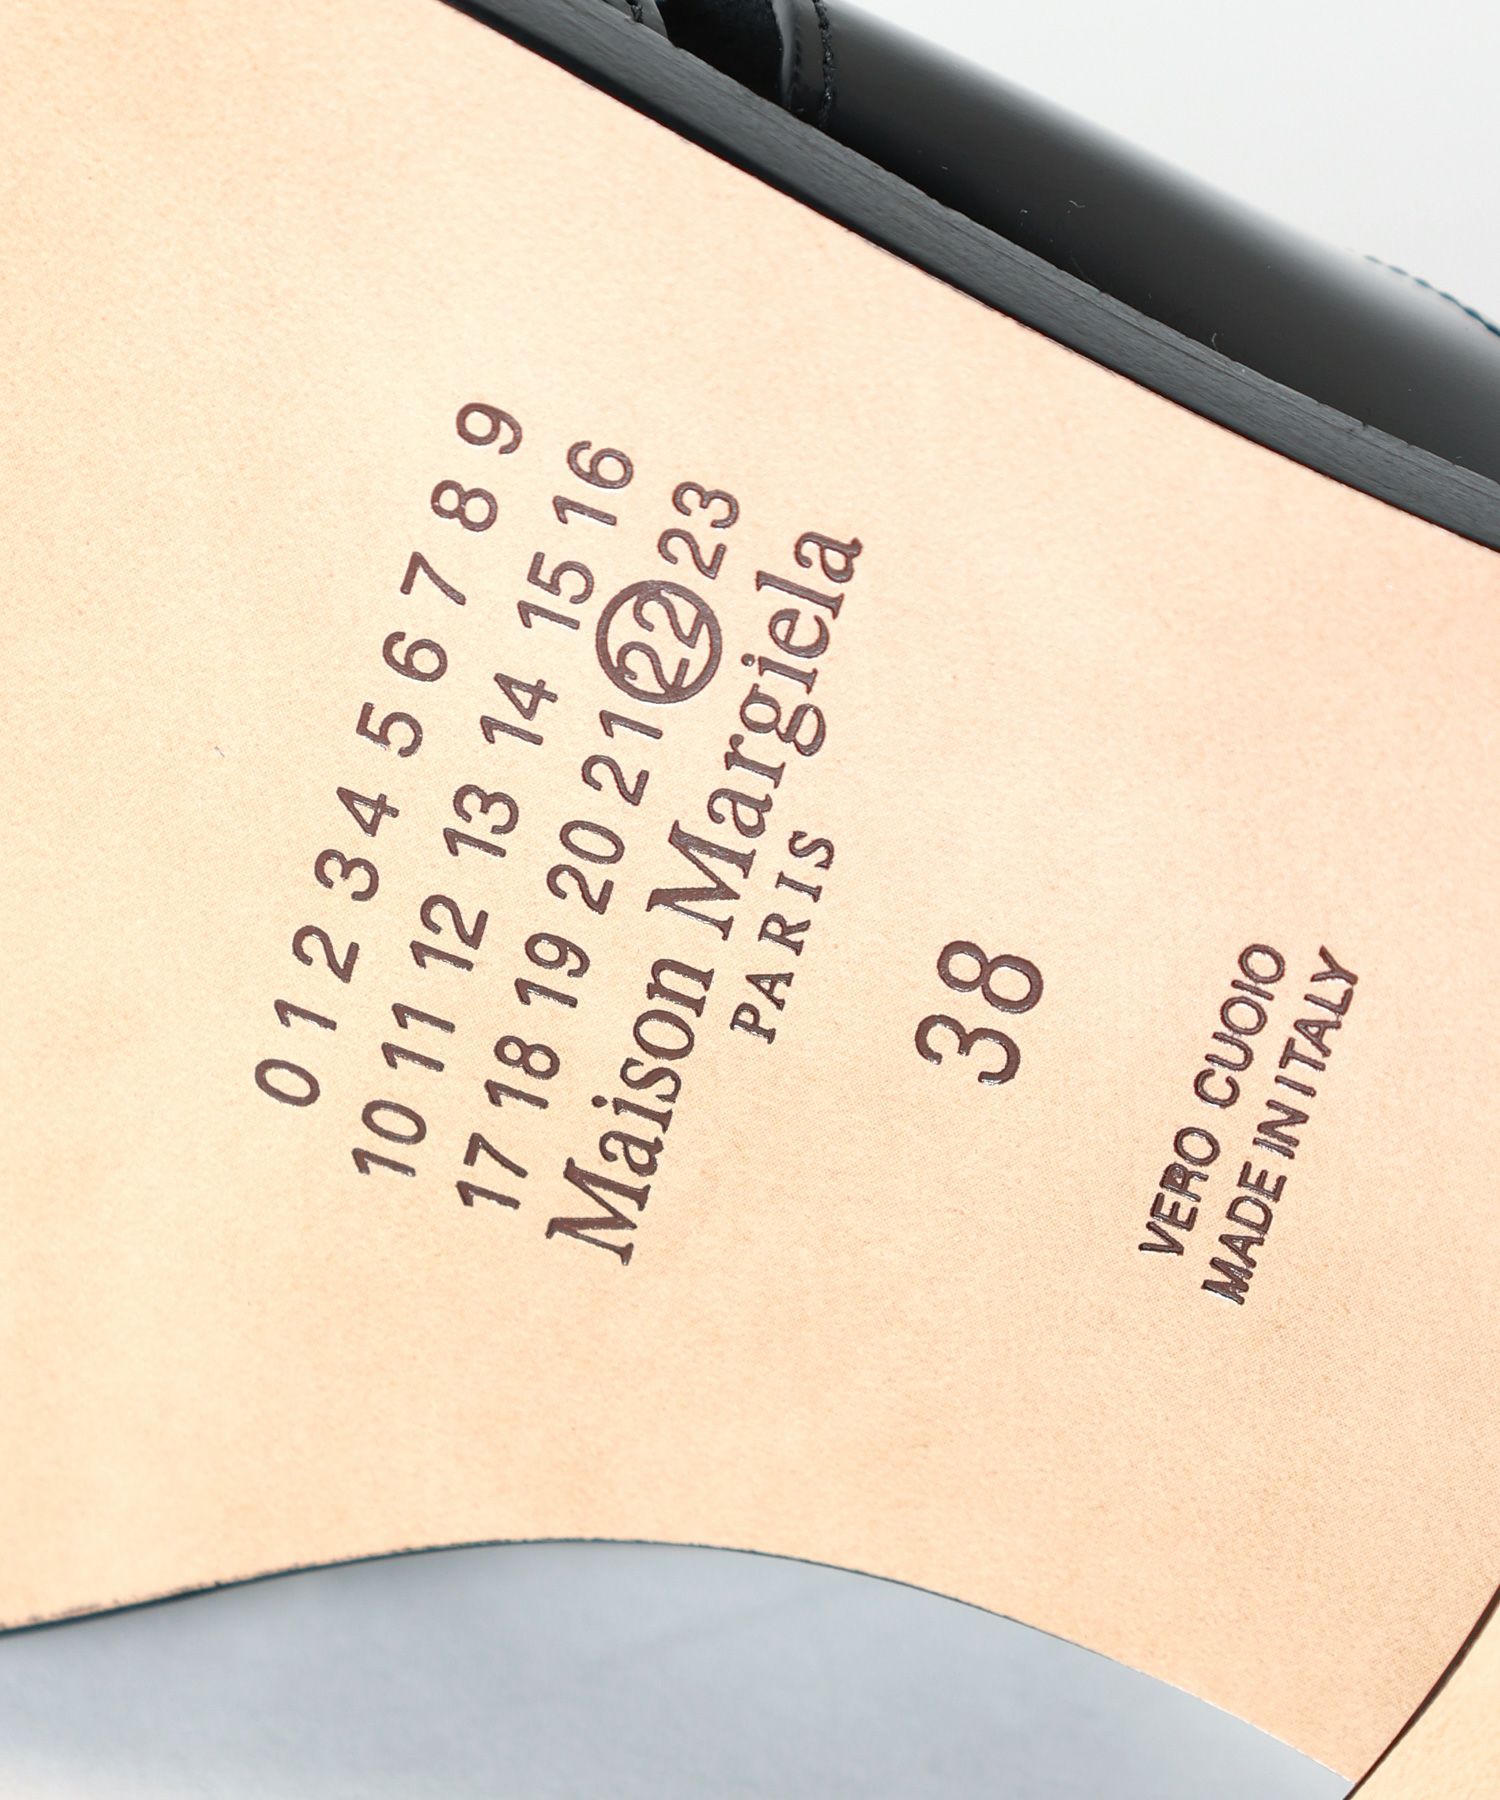 0 1 2 3 4 5 6 7 8 9
10 11 12 13 14 15 16
17 18 19 20 21 22 23
Maison Margiela
PARIS
38
VERO CUOIO
MADE IN ITALY